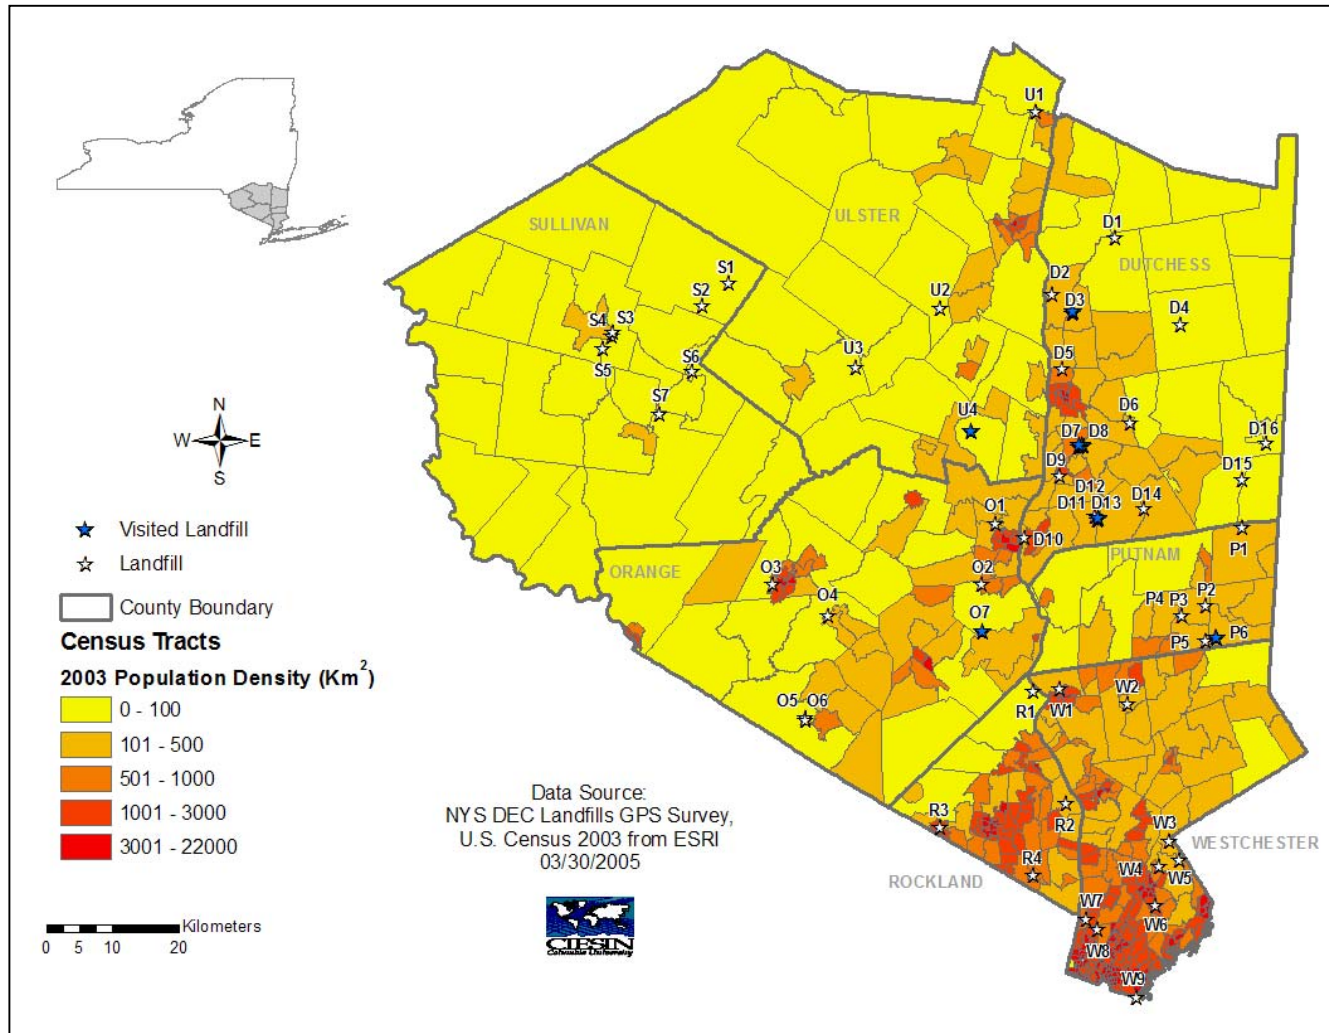 U1
SULLIVAN
ULSTER
D1
DUTCHESS
S1
S2
D2
U2
D3
D4
S4 S3
S5
U3
S6
D5
S7
U4
D6
N
W E
S
D7 D8
D16
D9
D15
D12
D11 D13
D14
O1
D10
P1
PUTNAM
ORANGE
O3
O2
O4
P4 P3 P2
O7
P5 P6
R1
W1
W2
O5 O6
Visited Landfill
Landfill
County Boundary
Census Tracts
2003 Population Density (Km²)
0 - 100
101 - 500
501 - 1000
1001 - 3000
3001 - 22000
Data Source:
NYS DEC Landfills GPS Survey,
U.S. Census 2003 from ESRI
03/30/2005
R3
R2
W3
WESTCHESTER
R4
W4
W5
ROCKLAND
W7
W6
W8
W9
Kilometers
0 5 10 20
CIESIN
Columbia University